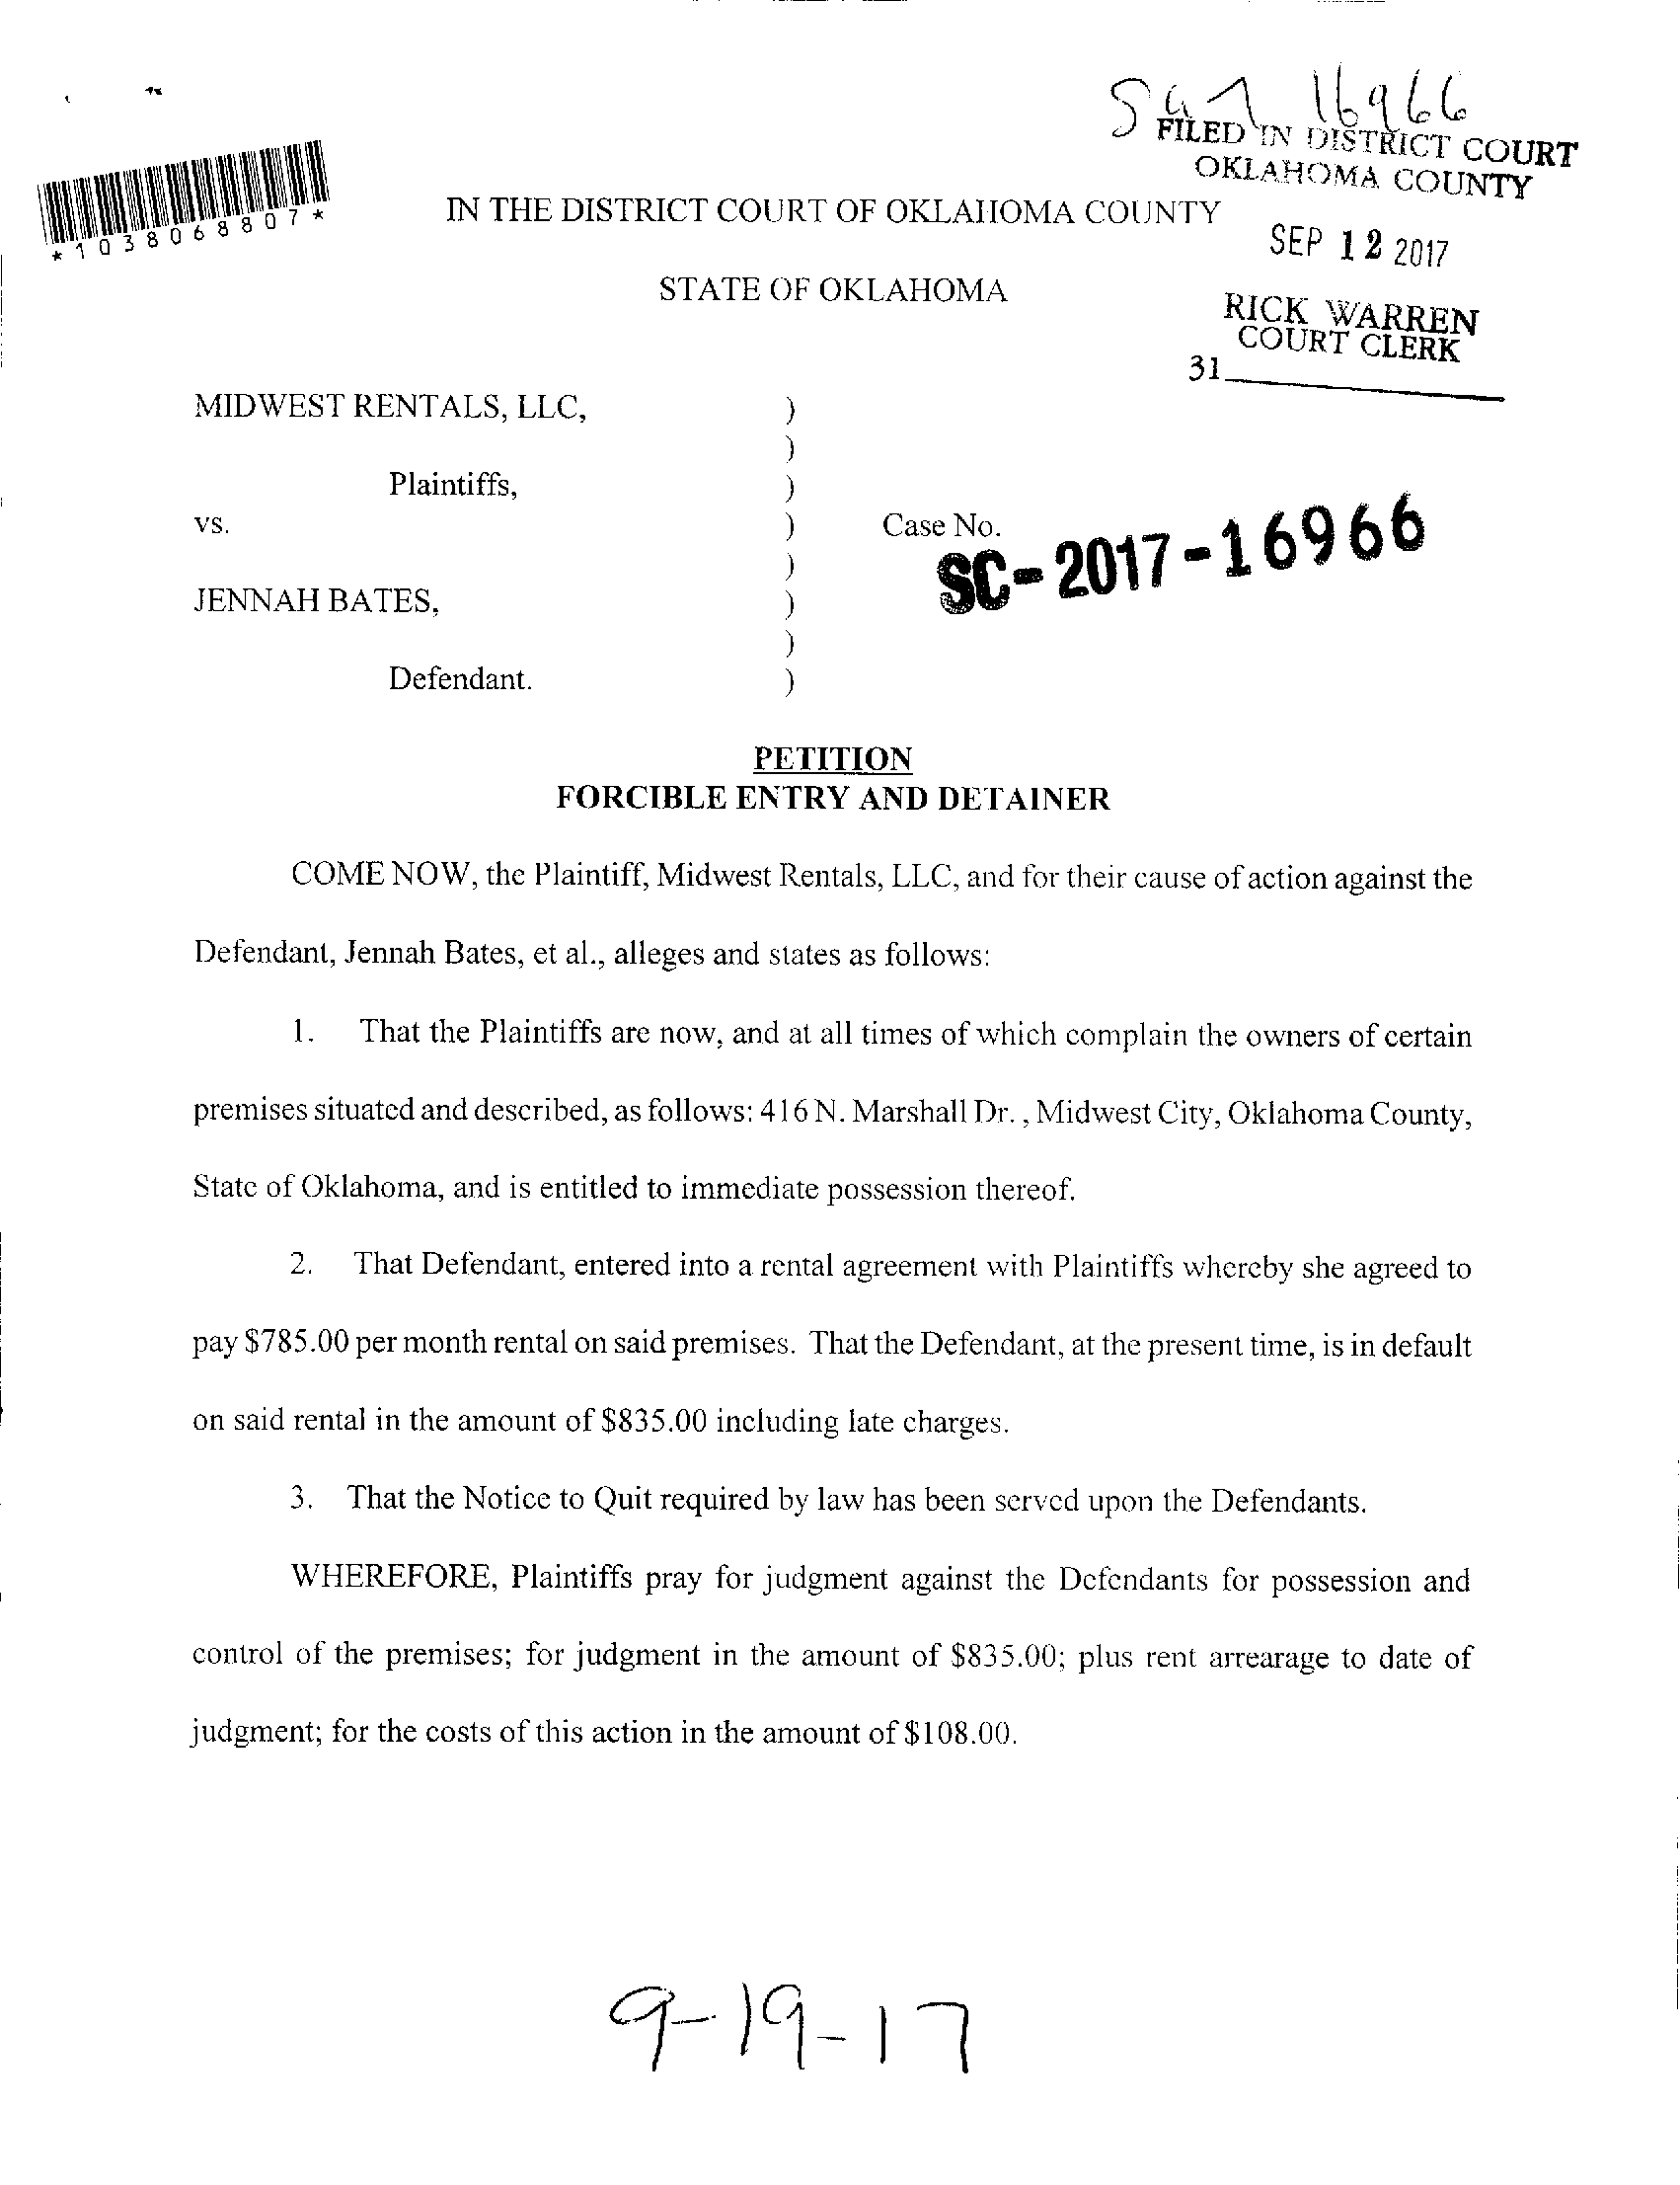 16966
FILED IN DISTRICT COURT
OKLAHOMA COUNTY
*1038068807*
IN THE DISTRICT COURT OF OKLAHOMA COUNTY
SEP 12 2017
STATE OF OKLAHOMA
RICK WARREN
COURT CLERK
31
MIDWEST RENTALS, LLC, )
)
Plaintiffs, )
vs. ) Case No.
SC-2017-16966
)
JENNAH BATES, )
)
Defendant. )
PETITION
FORCIBLE ENTRY AND DETAINER
COME NOW, the Plaintiff, Midwest Rentals, LLC, and for their cause of action against the
Defendant, Jennah Bates, et al., alleges and states as follows:
1. That the Plaintiffs are now, and at all times of which complain the owners of certain
premises situated and described, as follows: 416 N. Marshall Dr. , Midwest City, Oklahoma County,
State of Oklahoma, and is entitled to immediate possession thereof.
2. That Defendant, entered into a rental agreement with Plaintiffs whereby she agreed to
pay $785.00 per month rental on said premises. That the Defendant, at the present time, is in default
on said rental in the amount of $835.00 including late charges.
3. That the Notice to Quit required by law has been served upon the Defendants.
WHEREFORE, Plaintiffs pray for judgment against the Defendants for possession and
control of the premises; for judgment in the amount of $835.00; plus rent arrearage to date of
judgment; for the costs of this action in the amount of $108.00.
9-19-17